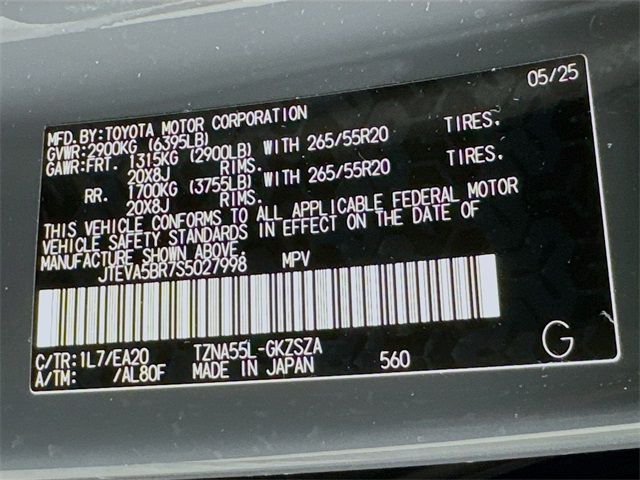 05/25
MFD.BY:TOYOTA MOTOR CORPORATION
GVWR:2900KG (6395LB)
GAWR:FRT. 1315KG (2900LB) WITH 265/55R20 TIRES.
20X8J RIMS.
RR. 1700KG (3755LB) WITH 265/55R20 TIRES.
20X8J RIMS.
THIS VEHICLE CONFORMS TO ALL APPLICABLE FEDERAL MOTOR
VEHICLE SAFETY STANDARDS IN EFFECT ON THE DATE OF
MANUFACTURE SHOWN ABOVE.
JTEVA5BR7S5027998 MPV
C/TR:1L7/EA20 TZNA55L-GKZSZA
A/TM: /AL80F MADE IN JAPAN 560 G